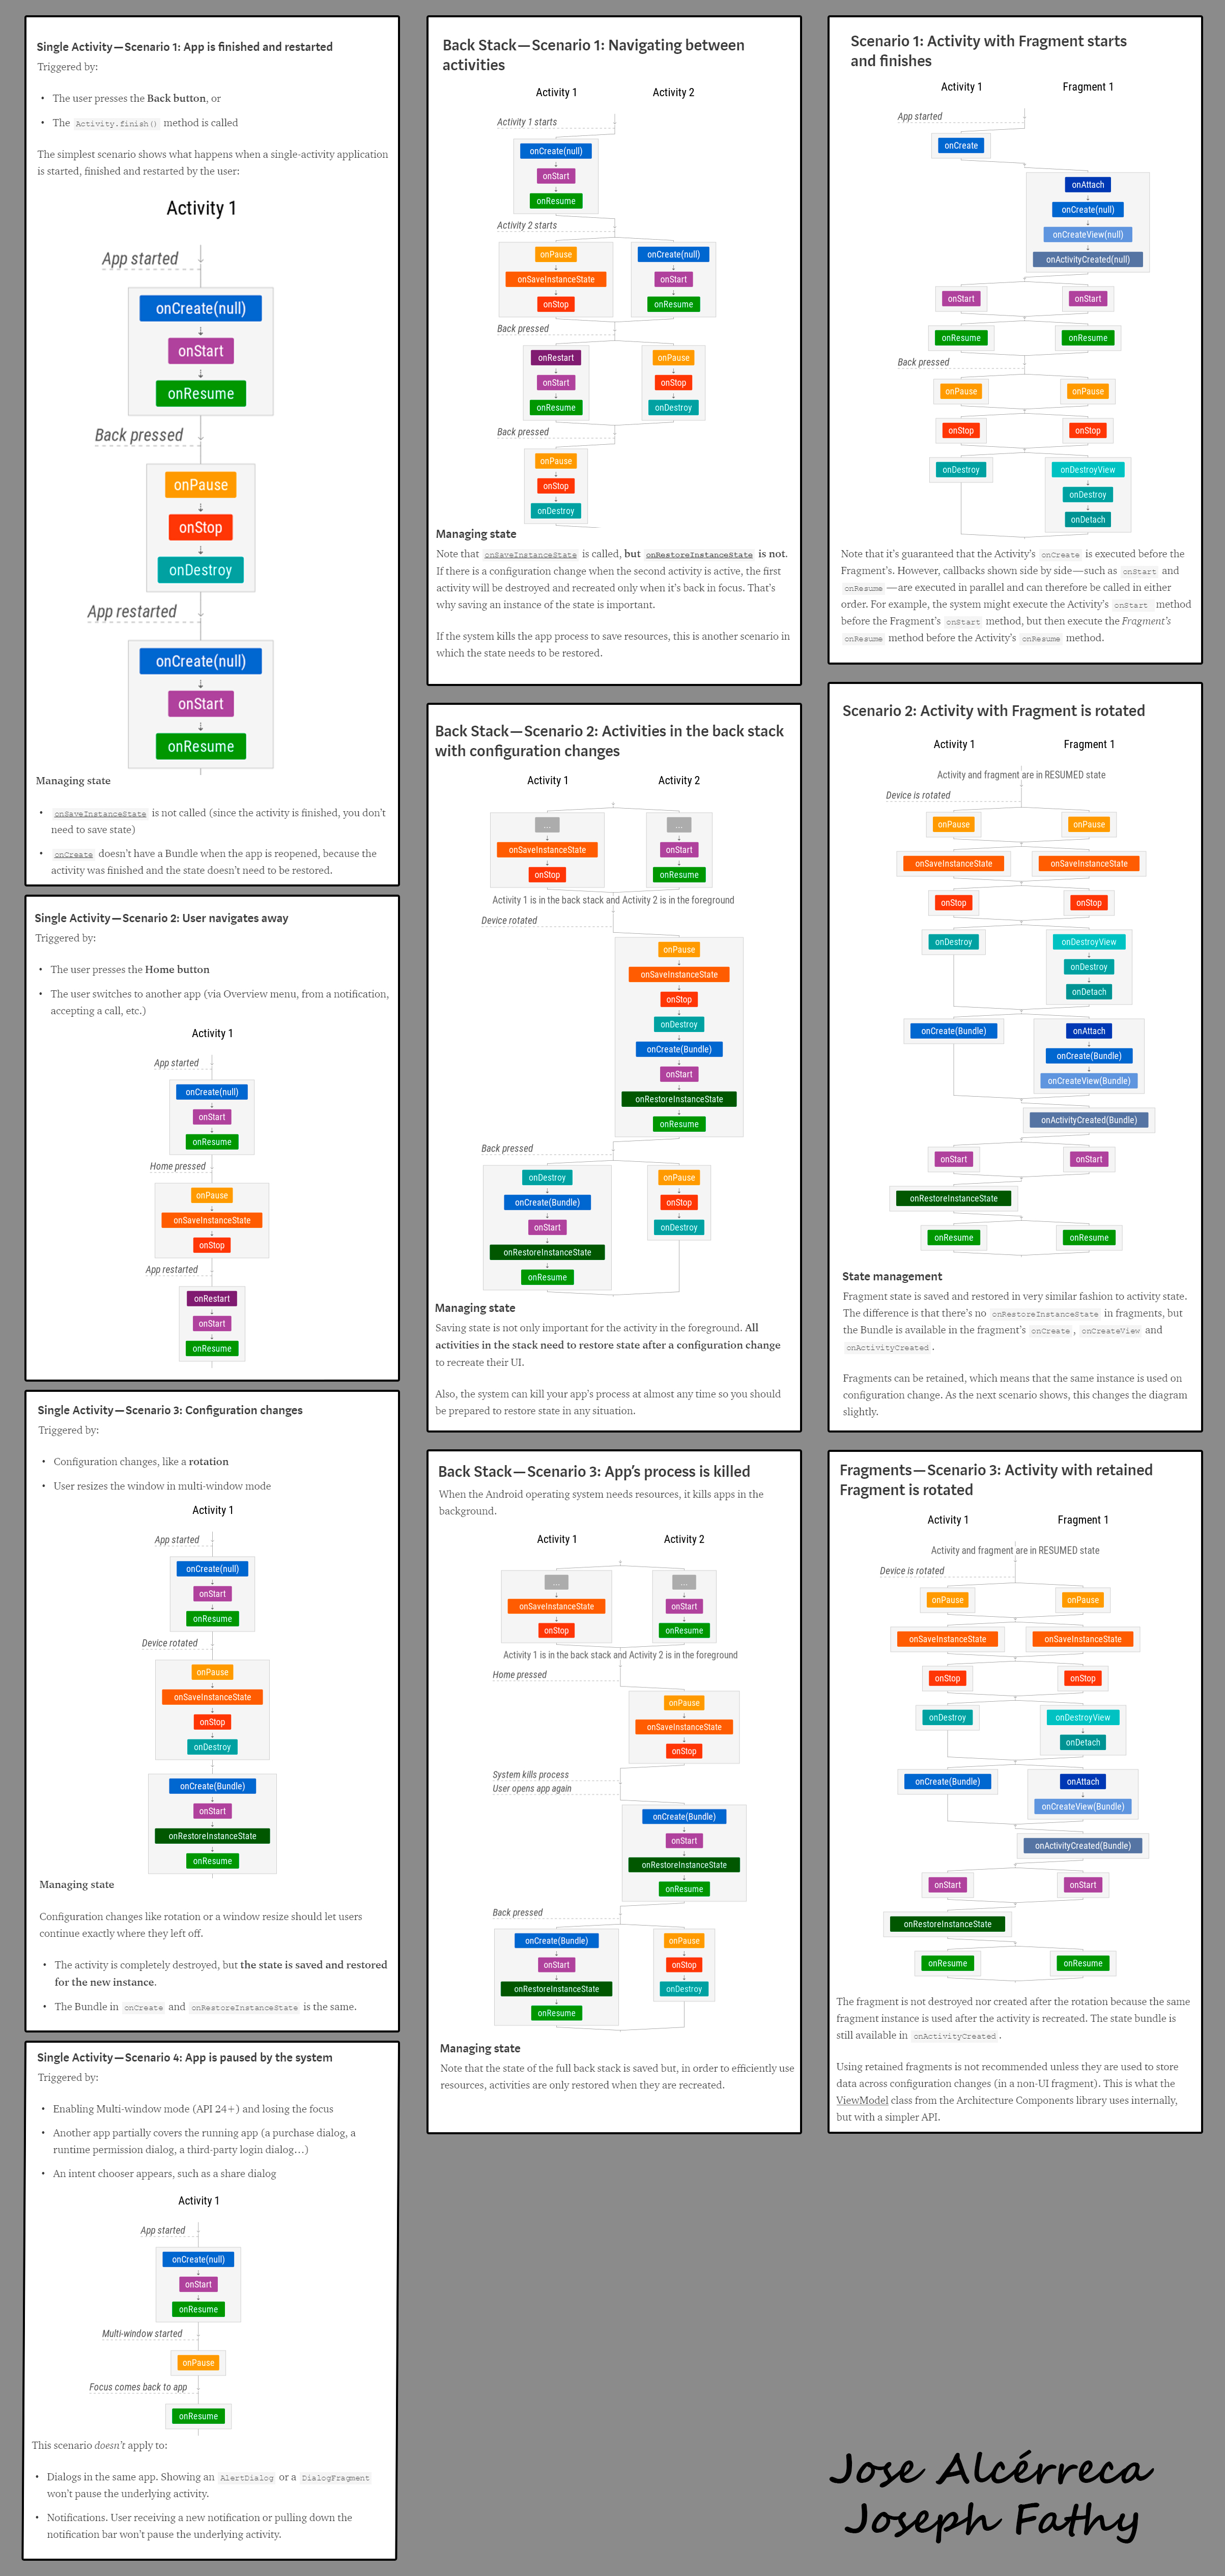 Single Activity — Scenario 1: App is finished and restarted
Triggered by:
• The user presses the Back button, or
• The Activity.finish() method is called
The simplest scenario shows what happens when a single-activity application
is started, finished and restarted by the user:
Activity 1
App started
onCreate(null)
onStart
onResume
Back pressed
onPause
onStop
onDestroy
App restarted
onCreate(null)
onStart
onResume
Managing state
• onSaveInstanceState is not called (since the activity is finished, you don't
need to save state)
• onCreate doesn't have a Bundle when the app is reopened, because the
activity was finished and the state doesn't need to be restored.
Single Activity — Scenario 2: User navigates away
Triggered by:
• The user presses the Home button
• The user switches to another app (via Overview menu, from a notification,
accepting a call, etc.)
Activity 1
App started
onCreate(null)
onStart
onResume
Home pressed
onPause
onSaveInstanceState
onStop
App restarted
onRestart
onStart
onResume
Single Activity — Scenario 3: Configuration changes
Triggered by:
• Configuration changes, like a rotation
• User resizes the window in multi-window mode
Activity 1
App started
onCreate(null)
onStart
onResume
Device rotated
onPause
onSaveInstanceState
onStop
onDestroy
onCreate(Bundle)
onStart
onRestoreInstanceState
onResume
Managing state
Configuration changes like rotation or a window resize should let users
continue exactly where they left off.
• The activity is completely destroyed, but the state is saved and restored
for the new instance.
• The Bundle in onCreate and onRestoreInstanceState is the same.
Single Activity — Scenario 4: App is paused by the system
Triggered by:
• Enabling Multi-window mode (API 24+) and losing the focus
• Another app partially covers the running app (a purchase dialog, a
runtime permission dialog, a third-party login dialog…)
• An intent chooser appears, such as a share dialog
Activity 1
App started
onCreate(null)
onStart
onResume
Multi-window started
onPause
Focus comes back to app
onResume
This scenario doesn't apply to:
• Dialogs in the same app. Showing an AlertDialog or a DialogFragment
won't pause the underlying activity.
• Notifications. User receiving a new notification or pulling down the
notification bar won't pause the underlying activity.
Back Stack — Scenario 1: Navigating between
activities
Activity 1 Activity 2
Activity 1 starts
onCreate(null)
onStart
onResume
Activity 2 starts
onPause onCreate(null)
onSaveInstanceState onStart
onStop onResume
Back pressed
onRestart onPause
onStart onStop
onResume onDestroy
Back pressed
onPause
onStop
onDestroy
Managing state
Note that onSaveInstanceState is called, but onRestoreInstanceState is not.
If there is a configuration change when the second activity is active, the first
activity will be destroyed and recreated only when it's back in focus. That's
why saving an instance of the state is important.
If the system kills the app process to save resources, this is another scenario in
which the state needs to be restored.
Back Stack — Scenario 2: Activities in the back stack
with configuration changes
Activity 1 Activity 2
... ...
onSaveInstanceState onStart
onStop onResume
Activity 1 is in the back stack and Activity 2 is in the foreground
Device rotated
onPause
onSaveInstanceState
onStop
onDestroy
onCreate(Bundle)
onStart
onRestoreInstanceState
onResume
Back pressed
onDestroy onPause
onCreate(Bundle) onStop
onStart onDestroy
onRestoreInstanceState
onResume
Managing state
Saving state is not only important for the activity in the foreground. All
activities in the stack need to restore state after a configuration change
to recreate their UI.
Also, the system can kill your app's process at almost any time so you should
be prepared to restore state in any situation.
Back Stack — Scenario 3: App's process is killed
When the Android operating system needs resources, it kills apps in the
background.
Activity 1 Activity 2
... ...
onSaveInstanceState onStart
onStop onResume
Activity 1 is in the back stack and Activity 2 is in the foreground
Home pressed
onPause
onSaveInstanceState
onStop
System kills process
User opens app again
onCreate(Bundle)
onStart
onRestoreInstanceState
onResume
Back pressed
onCreate(Bundle) onPause
onStart onStop
onRestoreInstanceState onDestroy
onResume
Managing state
Note that the state of the full back stack is saved but, in order to efficiently use
resources, activities are only restored when they are recreated.
Scenario 1: Activity with Fragment starts
and finishes
Activity 1 Fragment 1
App started
onCreate
onAttach
onCreate(null)
onCreateView(null)
onActivityCreated(null)
onStart onStart
onResume onResume
Back pressed
onPause onPause
onStop onStop
onDestroy onDestroyView
onDestroy
onDetach
Note that it's guaranteed that the Activity's onCreate is executed before the
Fragment's. However, callbacks shown side by side — such as onStart and
onResume — are executed in parallel and can therefore be called in either
order. For example, the system might execute the Activity's onStart method
before the Fragment's onStart method, but then execute the Fragment's
onResume method before the Activity's onResume method.
Scenario 2: Activity with Fragment is rotated
Activity 1 Fragment 1
Activity and fragment are in RESUMED state
Device is rotated
onPause onPause
onSaveInstanceState onSaveInstanceState
onStop onStop
onDestroy onDestroyView
onDestroy
onDetach
onCreate(Bundle) onAttach
onCreate(Bundle)
onCreateView(Bundle)
onActivityCreated(Bundle)
onStart onStart
onRestoreInstanceState
onResume onResume
State management
Fragment state is saved and restored in very similar fashion to activity state.
The difference is that there's no onRestoreInstanceState in fragments, but
the Bundle is available in the fragment's onCreate, onCreateView and
onActivityCreated.
Fragments can be retained, which means that the same instance is used on
configuration change. As the next scenario shows, this changes the diagram
slightly.
Fragments — Scenario 3: Activity with retained
Fragment is rotated
Activity 1 Fragment 1
Activity and fragment are in RESUMED state
Device is rotated
onPause onPause
onSaveInstanceState onSaveInstanceState
onStop onStop
onDestroy onDestroyView
onDetach
onCreate(Bundle) onAttach
onCreateView(Bundle)
onActivityCreated(Bundle)
onStart onStart
onRestoreInstanceState
onResume onResume
The fragment is not destroyed nor created after the rotation because the same
fragment instance is used after the activity is recreated. The state bundle is
still available in onActivityCreated.
Using retained fragments is not recommended unless they are used to store
data across configuration changes (in a non-UI fragment). This is what the
ViewModel class from the Architecture Components library uses internally,
but with a simpler API.
Jose Alcérreca
Joseph Fathy